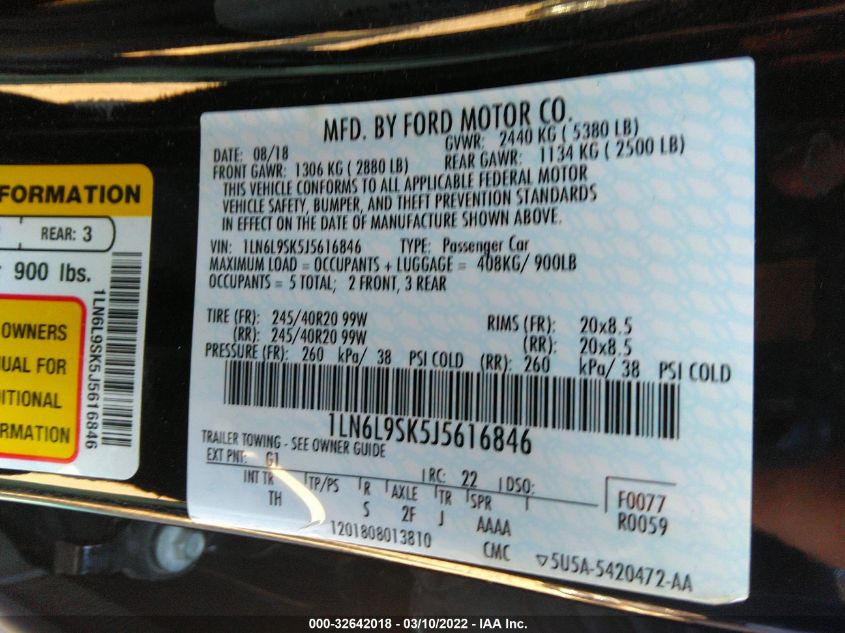 FORMATION
REAR: 3
900 lbs.
OWNERS
UAL FOR
ITIONAL
RMATION
1LN6L9SK5J5616846
MFD. BY FORD MOTOR CO.
DATE: 08/18 GVWR: 2440 KG ( 5380 LB)
FRONT GAWR: 1306 KG ( 2880 LB) REAR GAWR: 1134 KG ( 2500 LB)
THIS VEHICLE CONFORMS TO ALL APPLICABLE FEDERAL MOTOR
VEHICLE SAFETY, BUMPER, AND THEFT PREVENTION STANDARDS
IN EFFECT ON THE DATE OF MANUFACTURE SHOWN ABOVE.
VIN: 1LN6L9SK5J5616846 TYPE: Passenger Car
MAXIMUM LOAD = OCCUPANTS + LUGGAGE = 408KG/ 900LB
OCCUPANTS = 5 TOTAL; 2 FRONT, 3 REAR
TIRE (FR): 245/40R20 99W RIMS (FR): 20x8.5
(RR): 245/40R20 99W (RR): 20x8.5
PRESSURE (FR): 260 kPa/ 38 PSI COLD (RR): 260 kPa/ 38 PSI COLD
1LN6L9SK5J5616846
TRAILER TOWING - SEE OWNER GUIDE
EXT PNT: G1 RC: 22 DSO:
INT TR TP/PS R AXLE TR SPR F0077
TH S 2F J AAAA R0059
1201808013810 CMC ▽5U5A-5420472-AA
000-32642018 - 03/10/2022 - IAA Inc.